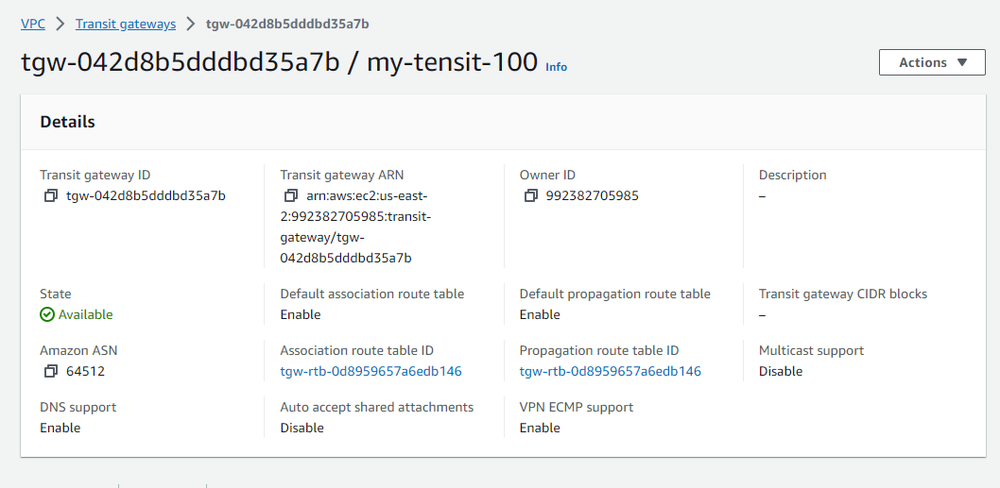 VPC > Transit gateways > tgw-042d8b5dddbd35a7b
tgw-042d8b5dddbd35a7b / my-tensit-100 Info
Actions
Details
Transit gateway ID
tgw-042d8b5dddbd35a7b
Transit gateway ARN
arn:aws:ec2:us-east-
2:992382705985:transit-
gateway/tgw-
042d8b5dddbd35a7b
Owner ID
992382705985
Description
–
State
Available
Default association route table
Enable
Default propagation route table
Enable
Transit gateway CIDR blocks
–
Amazon ASN
64512
Association route table ID
tgw-rtb-0d8959657a6edb146
Propagation route table ID
tgw-rtb-0d8959657a6edb146
Multicast support
Disable
DNS support
Enable
Auto accept shared attachments
Disable
VPN ECMP support
Enable